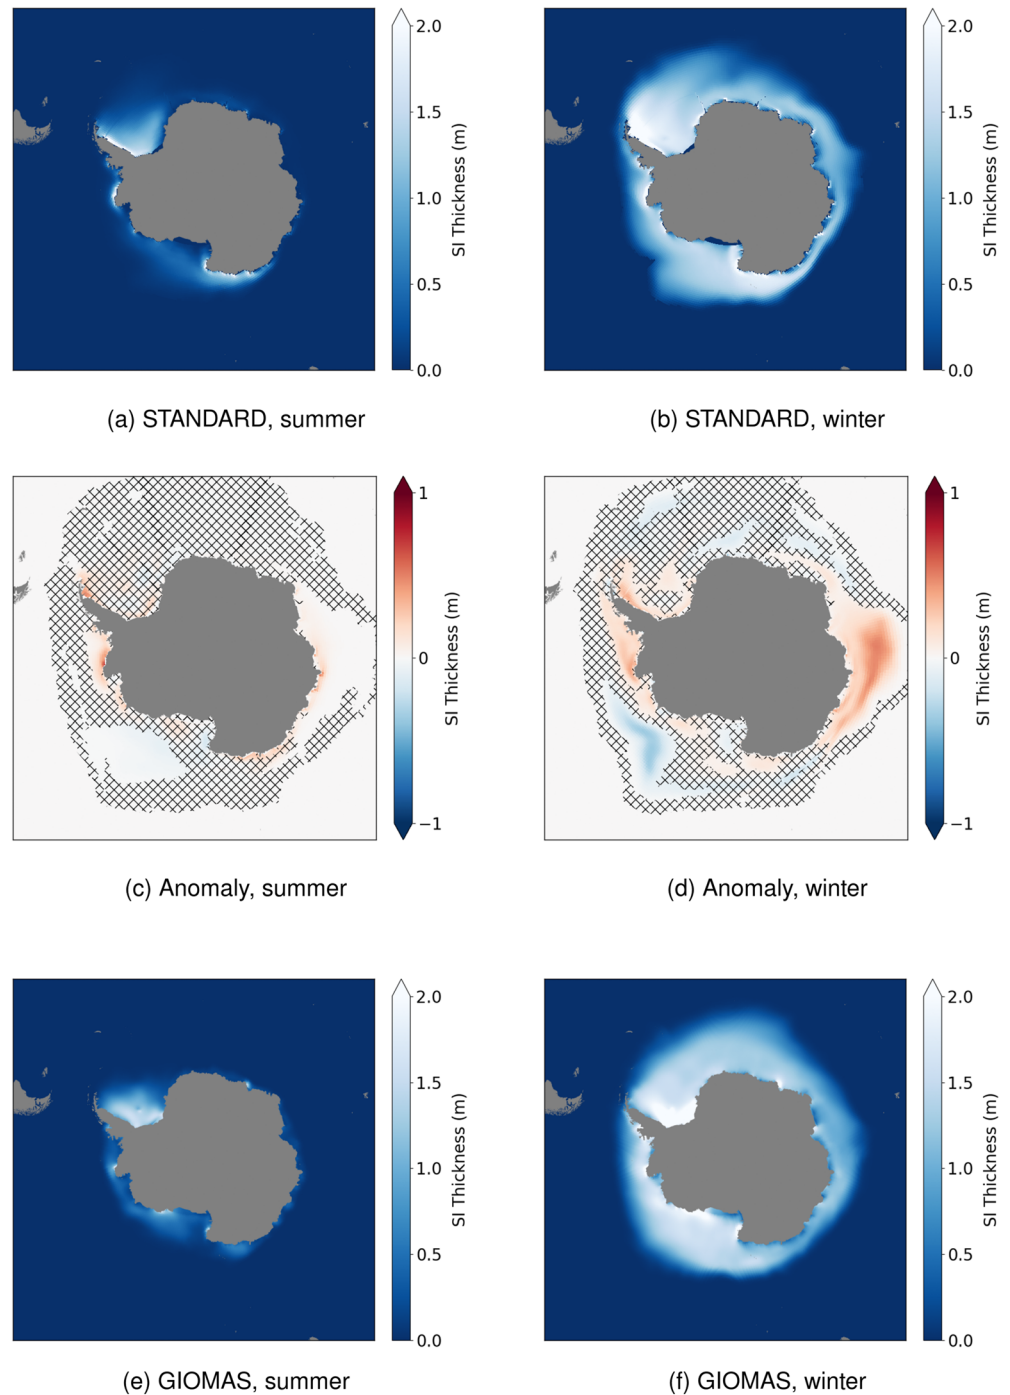 2.0
1.5
1.0
0.5
0.0
SI Thickness (m)
2.0
1.5
1.0
0.5
0.0
SI Thickness (m)
(a) STANDARD, summer
(b) STANDARD, winter
1
0
−1
SI Thickness (m)
1
0
−1
SI Thickness (m)
(c) Anomaly, summer
(d) Anomaly, winter
2.0
1.5
1.0
0.5
0.0
SI Thickness (m)
2.0
1.5
1.0
0.5
0.0
SI Thickness (m)
(e) GIOMAS, summer
(f) GIOMAS, winter